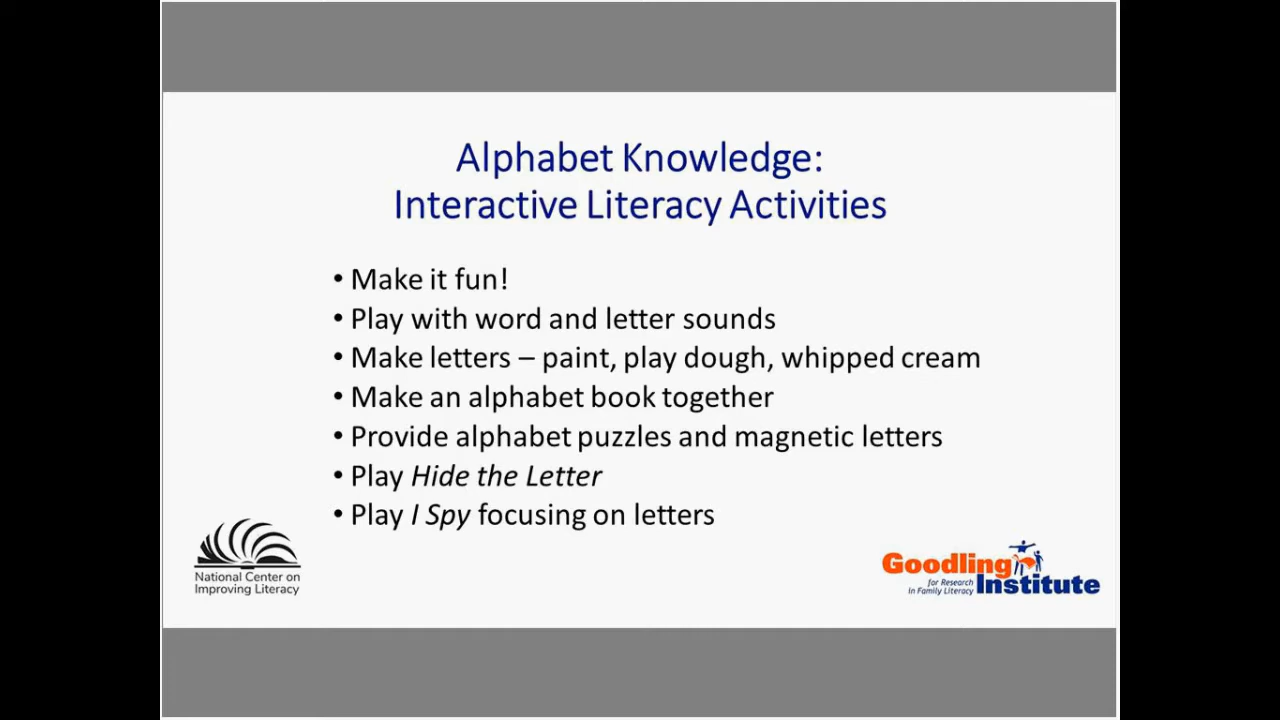 Alphabet Knowledge:
Interactive Literacy Activities
• Make it fun!
• Play with word and letter sounds
• Make letters – paint, play dough, whipped cream
• Make an alphabet book together
• Provide alphabet puzzles and magnetic letters
• Play Hide the Letter
• Play I Spy focusing on letters
National Center on
Improving Literacy
Goodling
for Research
in Family Literacy
Institute